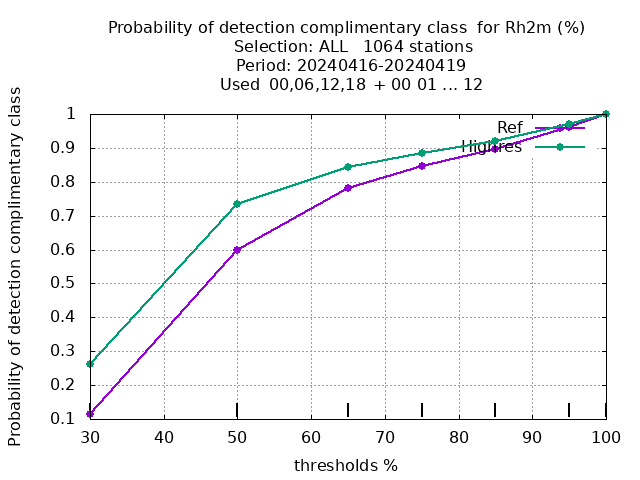 Probability of detection complimentary class for Rh2m (%)
Selection: ALL 1064 stations
Period: 20240416-20240419
Used 00,06,12,18 + 00 01 ... 12
Probability of detection complimentary class
1
0.9
0.8
0.7
0.6
0.5
0.4
0.3
0.2
0.1
Ref
Highres
30 40 50 60 70 80 90 100
thresholds %